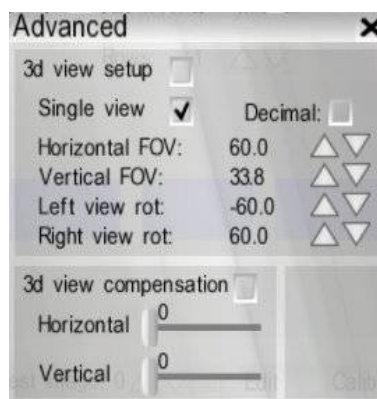 Advanced
3d view setup
Single view Decimal:
Horizontal FOV: 60.0
Vertical FOV: 33.8
Left view rot: -60.0
Right view rot: 60.0
3d view compensation
0
Horizontal
0
Vertical